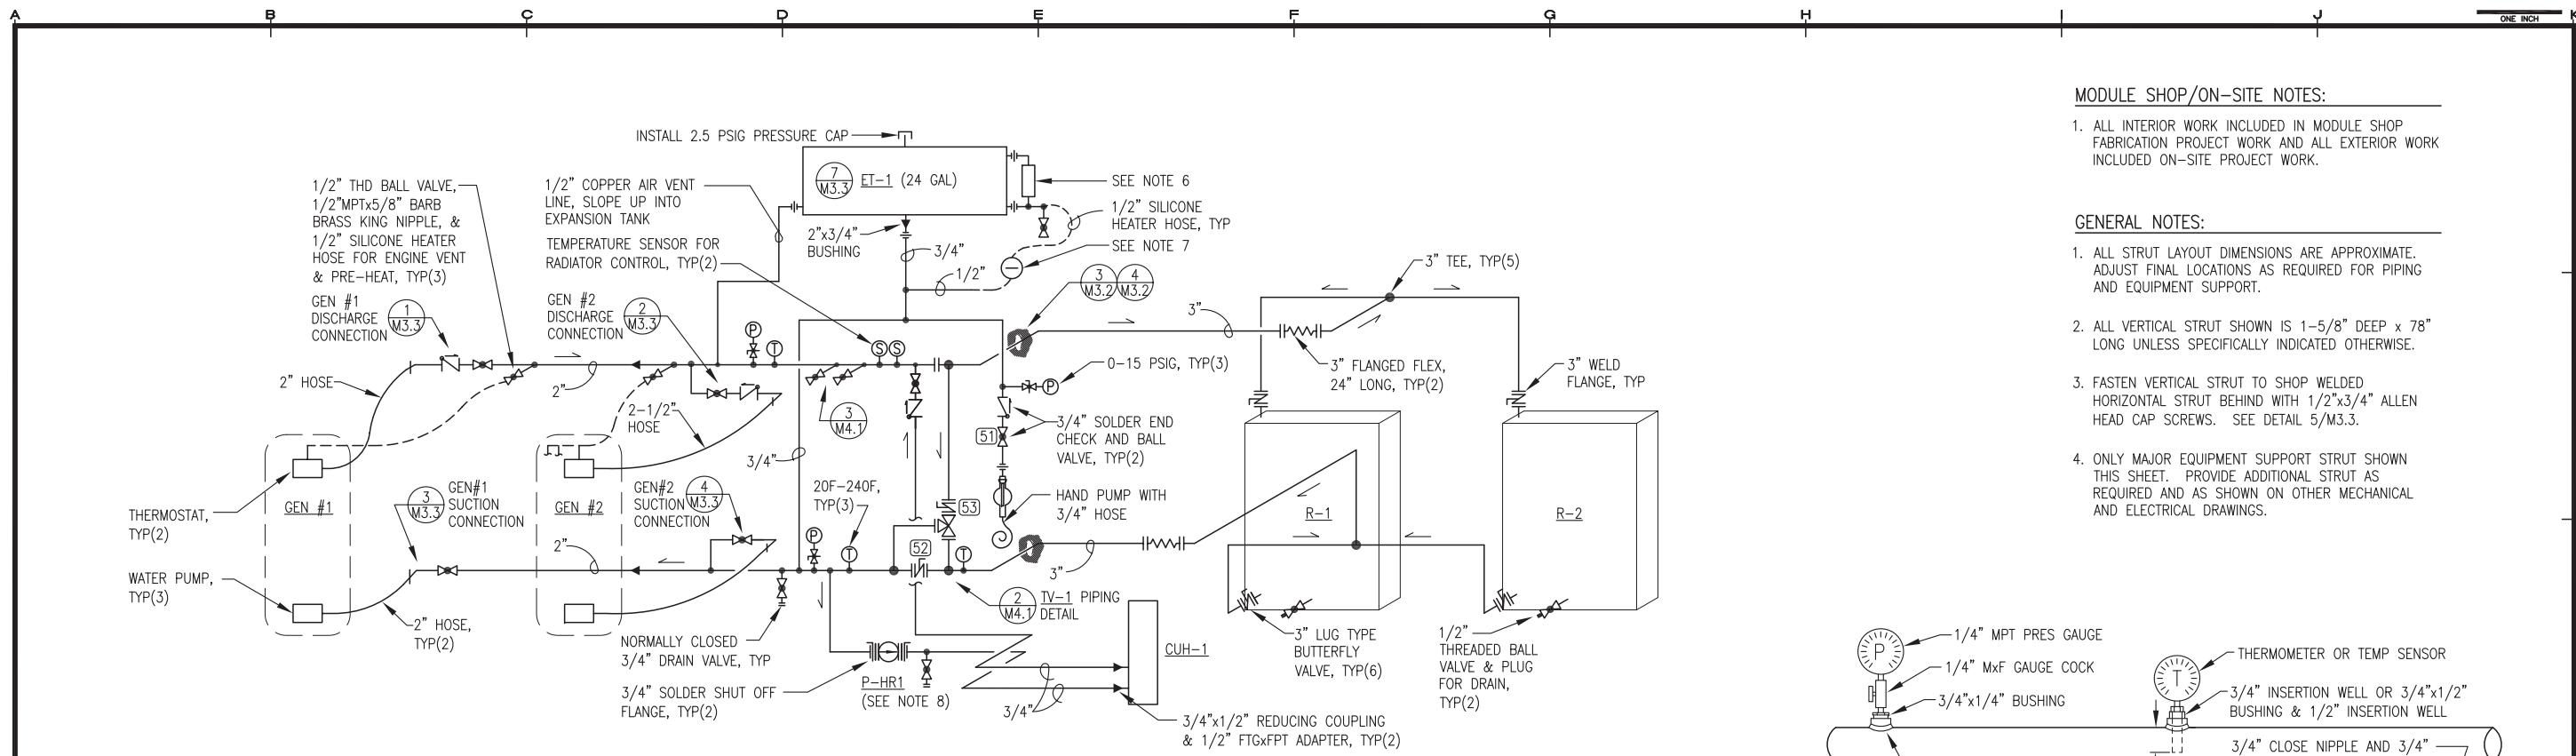 A
B
C
D
E
F
G
H
I
J
K
ONE INCH
INSTALL 2.5 PSIG PRESSURE CAP
7
M3.3
ET-1 (24 GAL)
SEE NOTE 6
1/2" SILICONE
HEATER HOSE, TYP
SEE NOTE 7
1/2" THD BALL VALVE,
1/2"MPTx5/8" BARB
BRASS KING NIPPLE, &
1/2" SILICONE HEATER
HOSE FOR ENGINE VENT
& PRE-HEAT, TYP(3)
1/2" COPPER AIR VENT
LINE, SLOPE UP INTO
EXPANSION TANK
TEMPERATURE SENSOR FOR
RADIATOR CONTROL, TYP(2)
2"x3/4"
BUSHING
3/4"
1/2"
3
M3.2
4
M3.2
3"
3" TEE, TYP(5)
GEN #1
DISCHARGE
CONNECTION
1
M3.3
GEN #2
DISCHARGE
CONNECTION
2
M3.3
P
T
S
S
0-15 PSIG, TYP(3)
P
3" FLANGED FLEX,
24" LONG, TYP(2)
3" WELD
FLANGE, TYP
2" HOSE
2"
2-1/2"
HOSE
3
M4.1
51
3/4" SOLDER END
CHECK AND BALL
VALVE, TYP(2)
3/4"
THERMOSTAT,
TYP(2)
GEN #1
3
M3.3
GEN#1
SUCTION
CONNECTION
GEN #2
GEN#2
SUCTION
CONNECTION
4
M3.3
20F-240F,
TYP(3)
53
HAND PUMP WITH
3/4" HOSE
R-1
R-2
WATER PUMP,
TYP(3)
2"
P
T
52
T
3"
2" HOSE,
TYP(2)
2
M4.1
TV-1 PIPING
DETAIL
NORMALLY CLOSED
3/4" DRAIN VALVE, TYP
3/4" SOLDER SHUT OFF
FLANGE, TYP(2)
P-HR1
(SEE NOTE 8)
3/4"
CUH-1
3/4"x1/2" REDUCING COUPLING
& 1/2" FTGxFPT ADAPTER, TYP(2)
3" LUG TYPE
BUTTERFLY
VALVE, TYP(6)
1/2"
THREADED BALL
VALVE & PLUG
FOR DRAIN,
TYP(2)
MODULE SHOP/ON-SITE NOTES:
1. ALL INTERIOR WORK INCLUDED IN MODULE SHOP
FABRICATION PROJECT WORK AND ALL EXTERIOR WORK
INCLUDED ON-SITE PROJECT WORK.
GENERAL NOTES:
1. ALL STRUT LAYOUT DIMENSIONS ARE APPROXIMATE.
ADJUST FINAL LOCATIONS AS REQUIRED FOR PIPING
AND EQUIPMENT SUPPORT.
2. ALL VERTICAL STRUT SHOWN IS 1-5/8" DEEP x 78"
LONG UNLESS SPECIFICALLY INDICATED OTHERWISE.
3. FASTEN VERTICAL STRUT TO SHOP WELDED
HORIZONTAL STRUT BEHIND WITH 1/2"x3/4" ALLEN
HEAD CAP SCREWS. SEE DETAIL 5/M3.3.
4. ONLY MAJOR EQUIPMENT SUPPORT STRUT SHOWN
THIS SHEET. PROVIDE ADDITIONAL STRUT AS
REQUIRED AND AS SHOWN ON OTHER MECHANICAL
AND ELECTRICAL DRAWINGS.
P
1/4" MPT PRES GAUGE
1/4" MxF GAUGE COCK
3/4"x1/4" BUSHING
T
THERMOMETER OR TEMP SENSOR
3/4" INSERTION WELL OR 3/4"x1/2"
BUSHING & 1/2" INSERTION WELL
3/4" CLOSE NIPPLE AND 3/4"